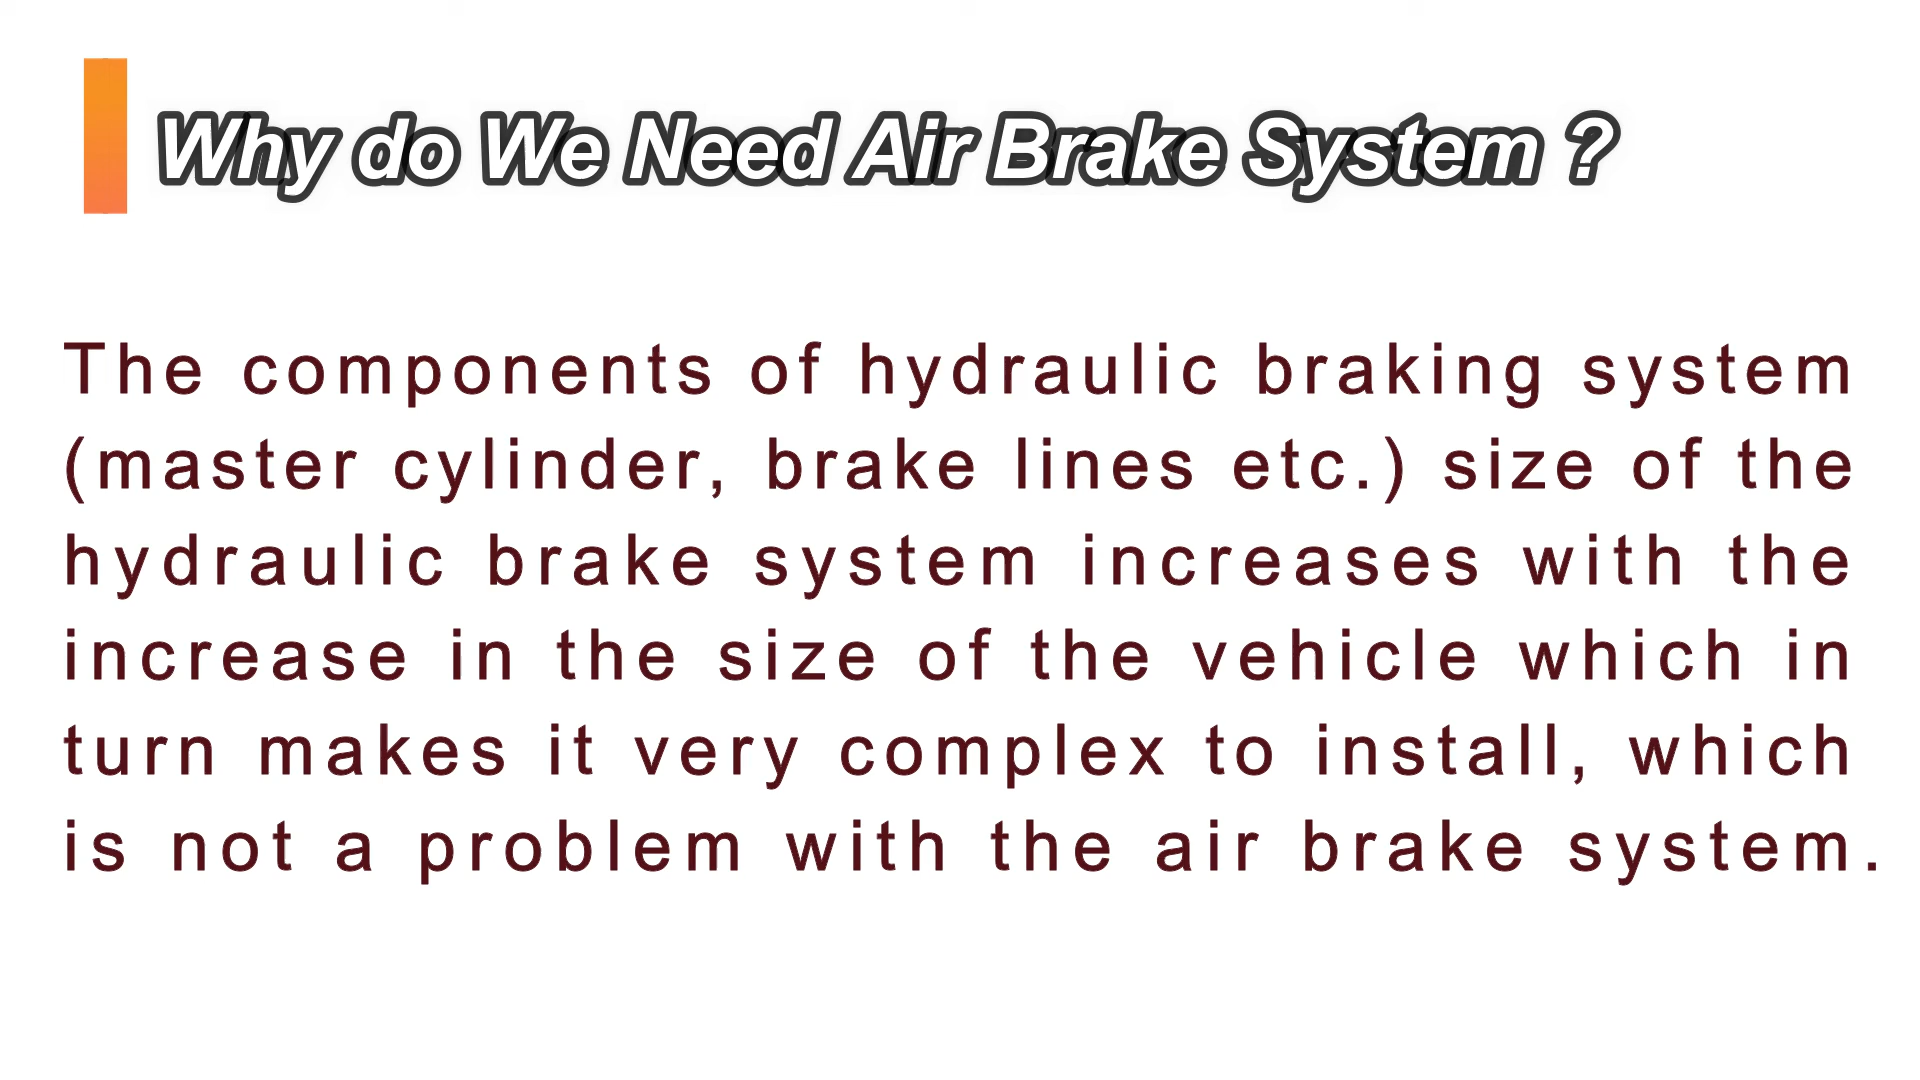 Why do We Need Air Brake System ?
The components of hydraulic braking system
(master cylinder, brake lines etc.) size of the
hydraulic brake system increases with the
increase in the size of the vehicle which in
turn makes it very complex to install, which
is not a problem with the air brake system.